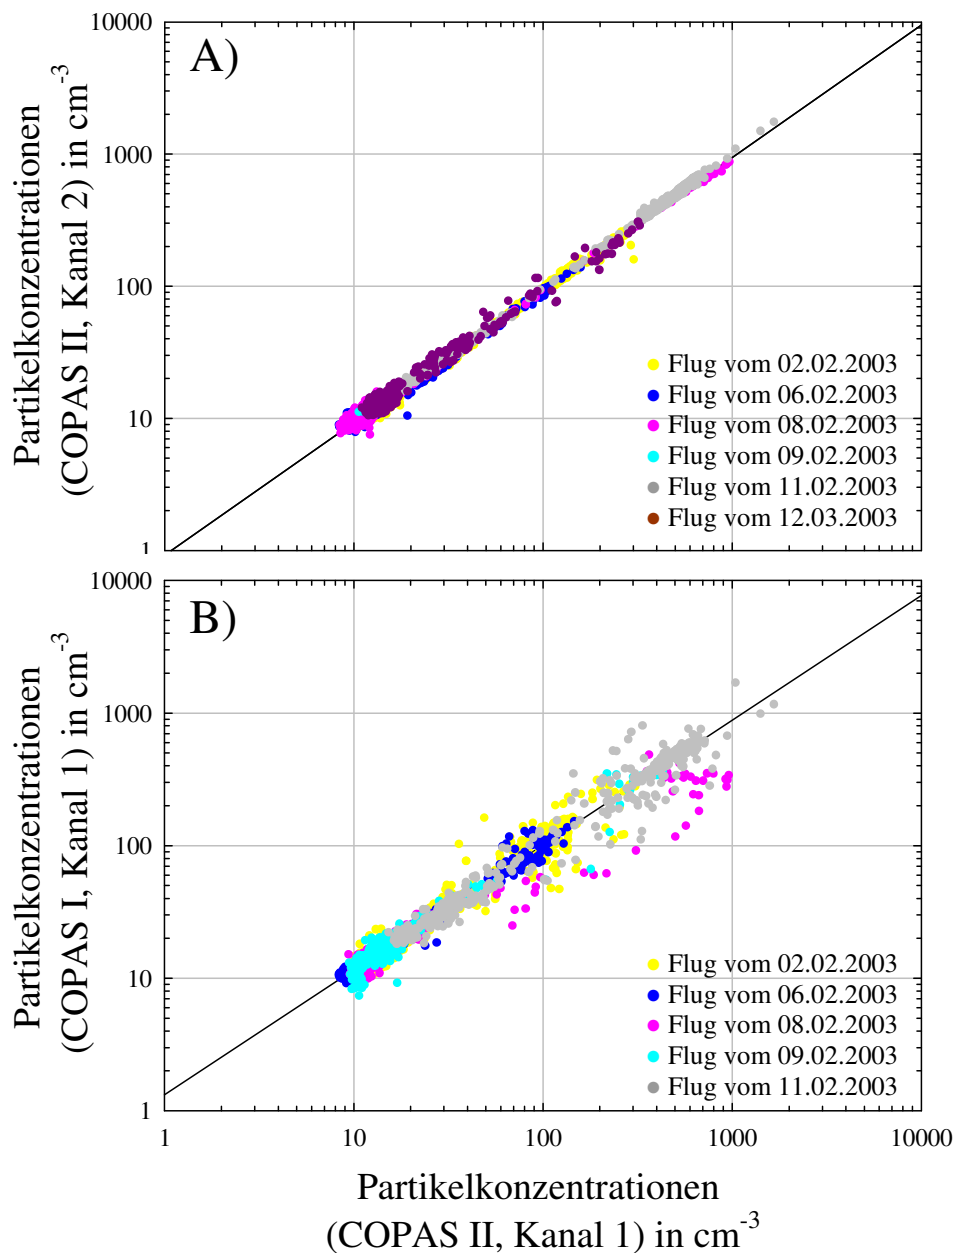 A)
Partikelkonzentrationen
(COPAS II, Kanal 2) in cm-3
10000
1000
100
10
1
Flug vom 02.02.2003
Flug vom 06.02.2003
Flug vom 08.02.2003
Flug vom 09.02.2003
Flug vom 11.02.2003
Flug vom 12.03.2003
B)
Partikelkonzentrationen
(COPAS I, Kanal 1) in cm-3
10000
1000
100
10
1
Flug vom 02.02.2003
Flug vom 06.02.2003
Flug vom 08.02.2003
Flug vom 09.02.2003
Flug vom 11.02.2003
1 10 100 1000 10000
Partikelkonzentrationen
(COPAS II, Kanal 1) in cm-3